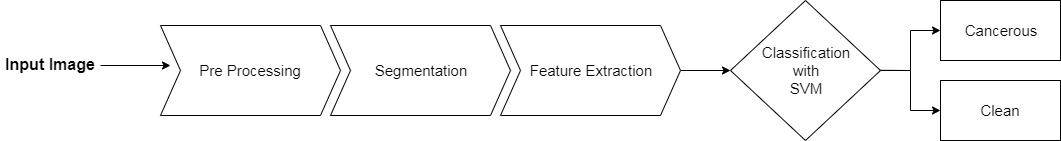 Input Image
Pre Processing
Segmentation
Feature Extraction
Classification
with
SVM
Cancerous
Clean